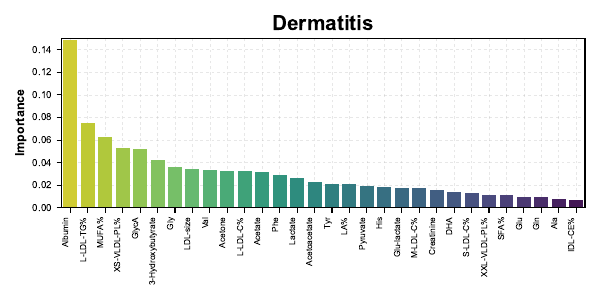 Dermatitis
Importance
0.14
0.12
0.10
0.08
0.06
0.04
0.02
0.00
Albumin
L-LDL-TG%
MUFA%
XS-VLDL-PL%
GlycA
3-Hydroxybutyrate
Gly
LDL-size
Val
Acetone
L-LDL-C%
Acetate
Phe
Lactate
Acetoacetate
Tyr
LA%
Pyruvate
His
Glu-lactate
M-LDL-C%
Creatinine
DHA
S-LDL-C%
XXL-VLDL-PL%
SFA%
Glu
Gln
Ala
IDL-CE%